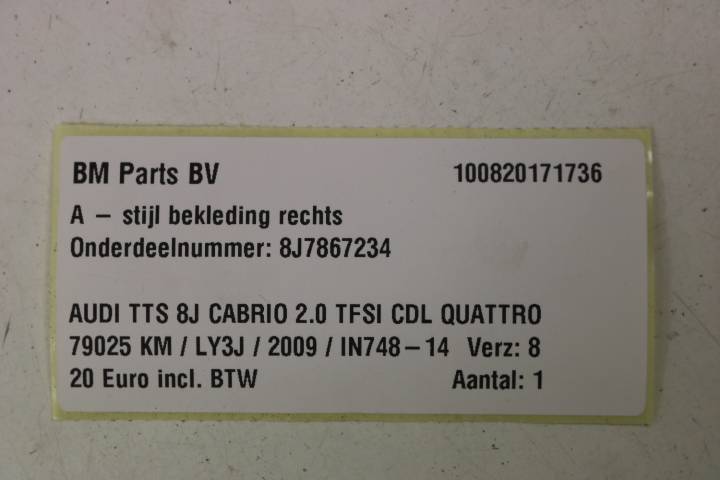 BM Parts BV 100820171736
A – stijl bekleding rechts
Onderdeelnummer: 8J7867234
AUDI TTS 8J CABRIO 2.0 TFSI CDL QUATTRO
79025 KM / LY3J / 2009 / IN748–14 Verz: 8
20 Euro incl. BTW Aantal: 1